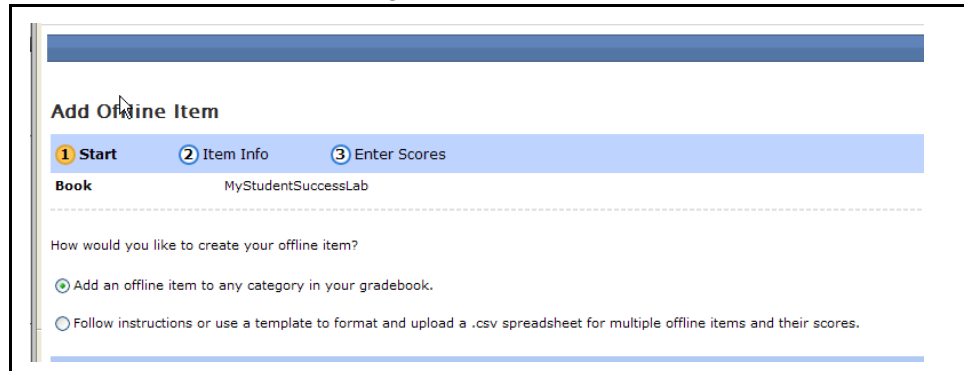 Add Offline Item
1 Start 2 Item Info 3 Enter Scores
Book MyStudentSuccessLab
How would you like to create your offline item?
Add an offline item to any category in your gradebook.
Follow instructions or use a template to format and upload a .csv spreadsheet for multiple offline items and their scores.